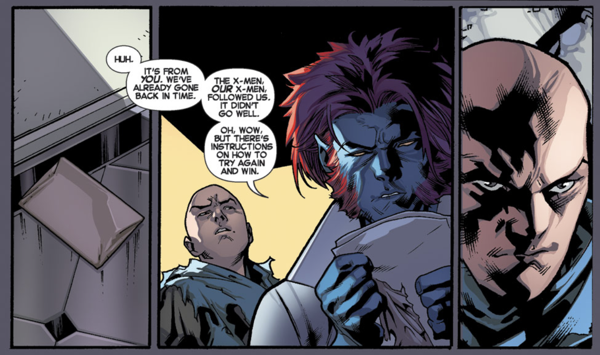 HUH.
IT'S FROM
YOU. WE'VE
ALREADY GONE
BACK IN TIME.
THE X-MEN,
OUR X-MEN,
FOLLOWED US.
IT DIDN'T
GO WELL.
OH, WOW,
BUT THERE'S
INSTRUCTIONS
ON HOW TO
TRY AGAIN
AND WIN.